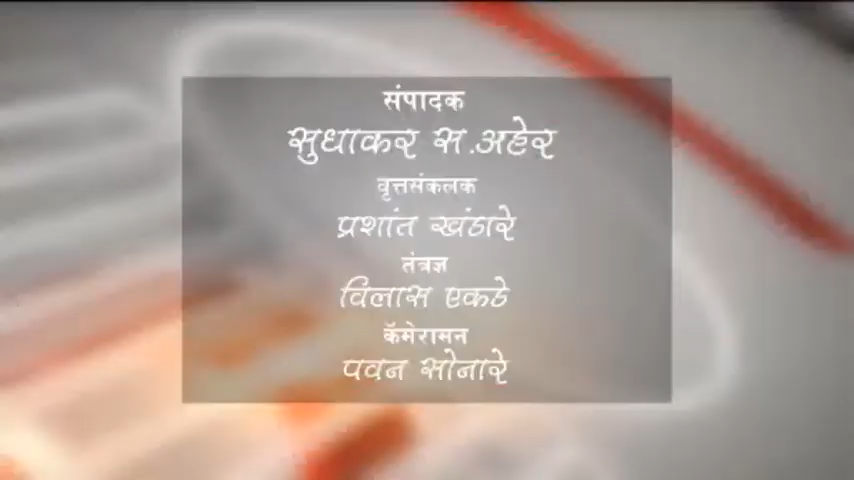 संपादक
सुधाकर स.अहेर
वृत्तसंकलक
प्रशांत खंडारे
तंत्रज्ञ
विलास एकडे
कॅमेरामन
पवन सोनारे